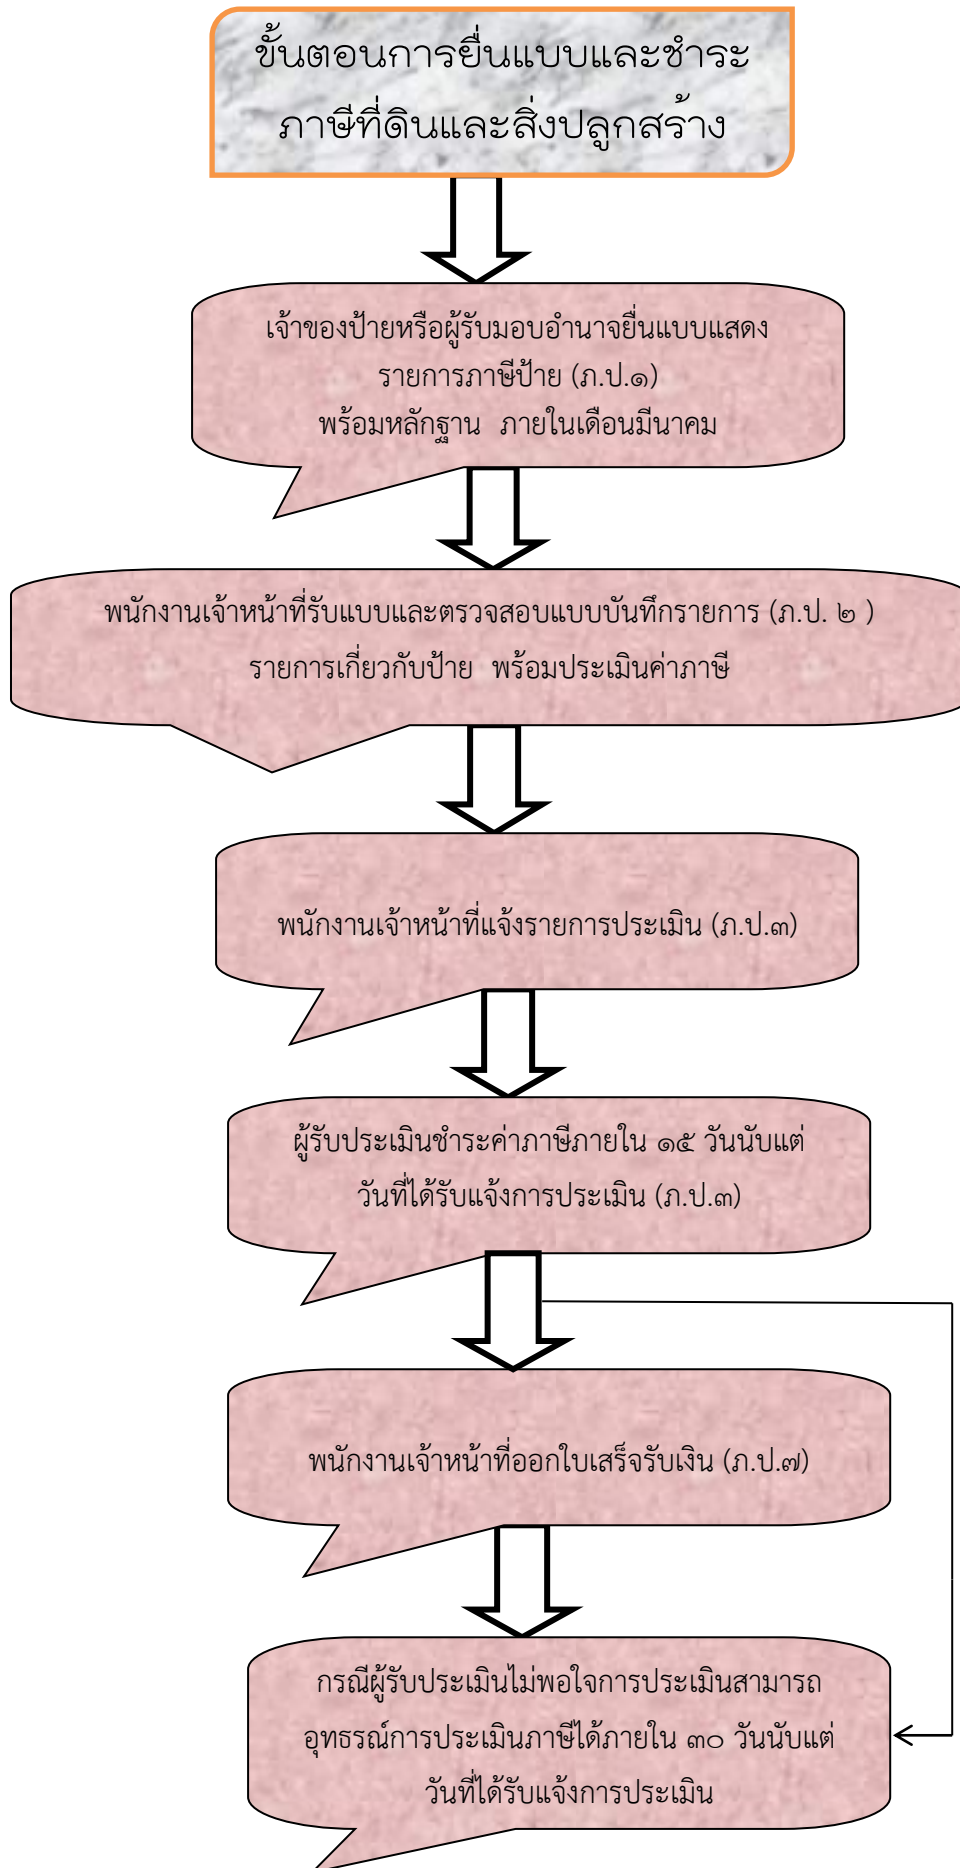 ขั้นตอนการยื่นแบบและชำระ
ภาษีที่ดินและสิ่งปลูกสร้าง
เจ้าของป้ายหรือผู้รับมอบอำนาจยื่นแบบแสดง
รายการภาษีป้าย (ภ.ป.๑)
พร้อมหลักฐาน ภายในเดือนมีนาคม
พนักงานเจ้าหน้าที่รับแบบและตรวจสอบแบบบันทึกรายการ (ภ.ป. ๒ )
รายการเกี่ยวกับป้าย พร้อมประเมินค่าภาษี
พนักงานเจ้าหน้าที่แจ้งรายการประเมิน (ภ.ป.๓)
ผู้รับประเมินชำระค่าภาษีภายใน ๑๕ วันนับแต่
วันที่ได้รับแจ้งการประเมิน (ภ.ป.๓)
พนักงานเจ้าหน้าที่ออกใบเสร็จรับเงิน (ภ.ป.๗)
กรณีผู้รับประเมินไม่พอใจการประเมินสามารถ
อุทธรณ์การประเมินภาษีได้ภายใน ๓๐ วันนับแต่
วันที่ได้รับแจ้งการประเมิน